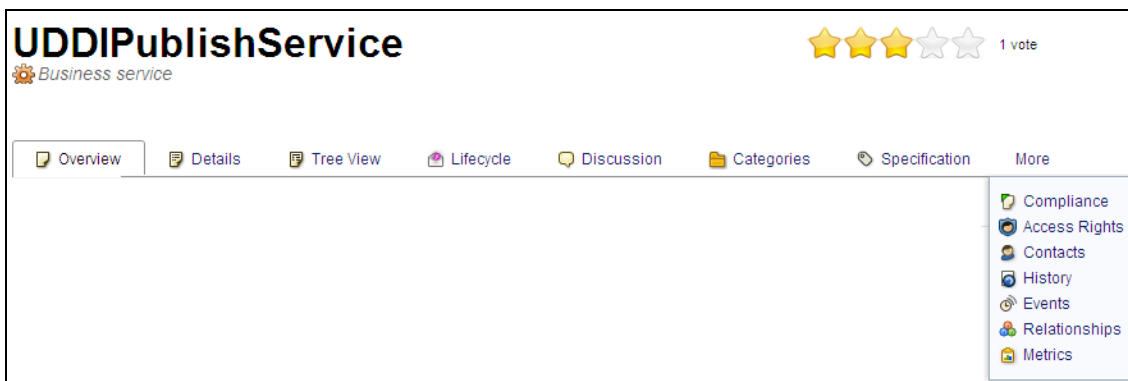 UDDIPublishService
1 vote
Business service
Overview Details Tree View Lifecycle Discussion Categories Specification More
Compliance
Access Rights
Contacts
History
Events
Relationships
Metrics